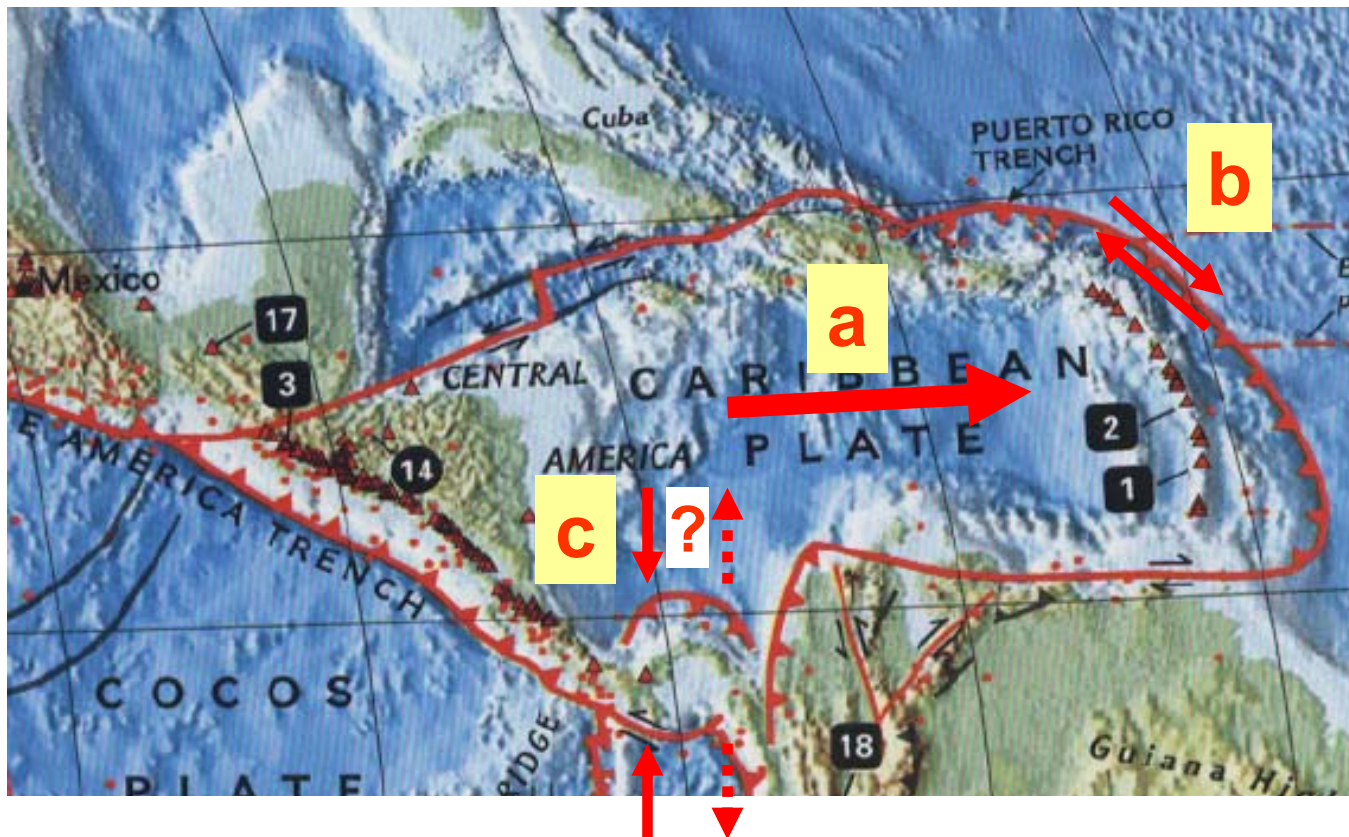 Cuba
PUERTO RICO
TRENCH
b
E
p
Mexico
17
a
3
CENTRAL
AMERICA
CARIBBEAN
PLATE
14
2
1
c
?
E AMERICA TRENCH
COCOS
PLATE
RIDGE
18
Guiana Hig